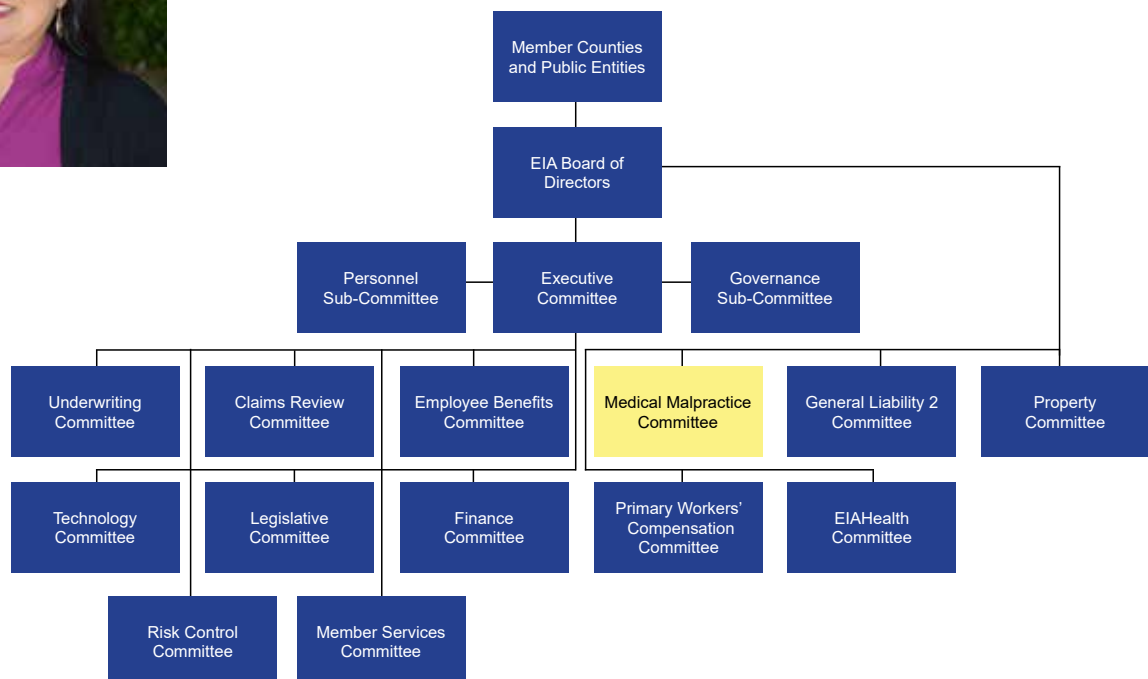 Member Counties
and Public Entities
EIA Board of
Directors
Personnel
Sub-Committee
Executive
Committee
Governance
Sub-Committee
Underwriting
Committee
Claims Review
Committee
Employee Benefits
Committee
Medical Malpractice
Committee
General Liability 2
Committee
Property
Committee
Technology
Committee
Legislative
Committee
Finance
Committee
Primary Workers’
Compensation
Committee
EIAHealth
Committee
Risk Control
Committee
Member Services
Committee